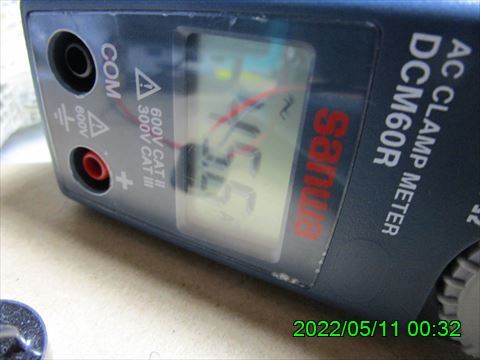 AC CLAMP METER
DCM60R
sanwa
600V CAT II
300V CAT III
COM
600V
+
2022/05/11 00:32